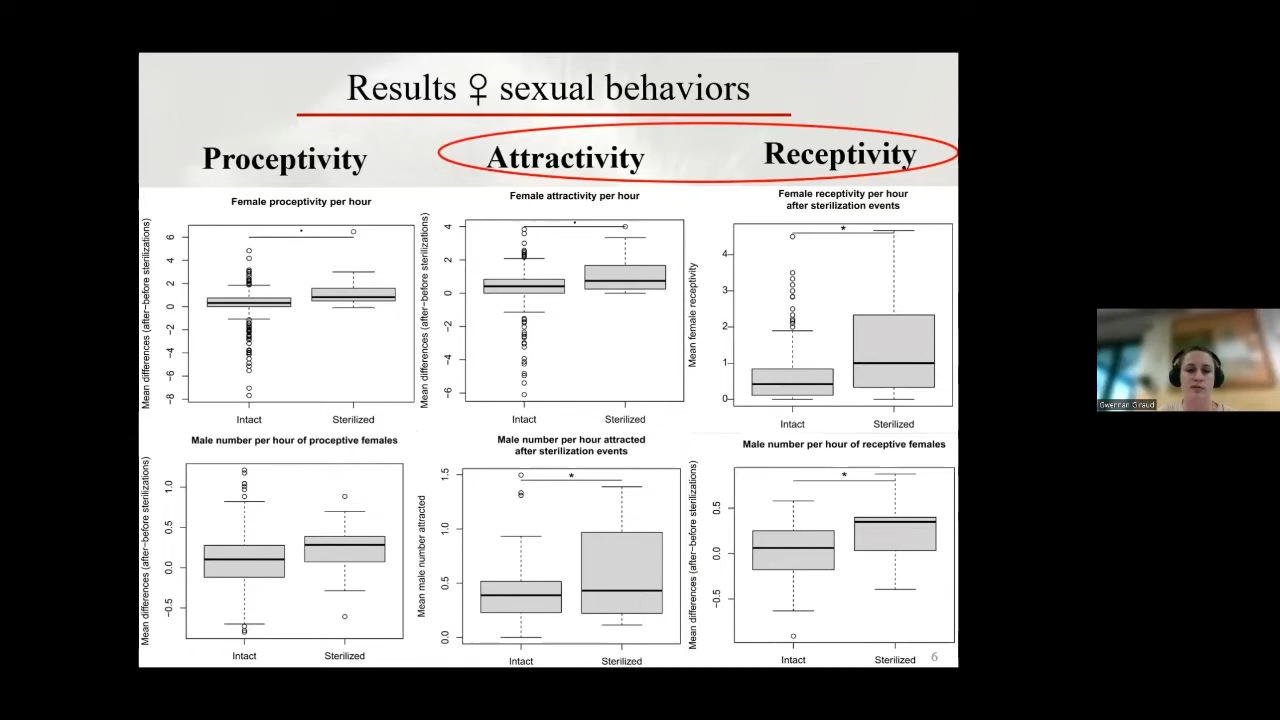 Results ♀ sexual behaviors
Proceptivity
Attractivity
Receptivity
Female proceptivity per hour
Mean differences (after−before sterilizations)
6
4
2
0
−2
−4
−6
−8
Intact
Sterilized
Female attractivity per hour
Mean differences (after−before sterilizations)
4
2
0
−2
−4
−6
Intact
Sterilized
Female receptivity per hour
after sterilization events
*
Mean female receptivity
4
3
2
1
0
Intact
Sterilized
Male number per hour of proceptive females
Mean differences (after−before sterilizations)
1.0
0.5
0.0
−0.5
Intact
Sterilized
Male number per hour attracted
after sterilization events
*
Mean male number attracted
1.5
1.0
0.5
0.0
Intact
Sterilized
Male number per hour of receptive females
*
Mean differences (after−before sterilizations)
0.5
0.0
−0.5
Intact
Sterilized
6
Gwennan Giraud